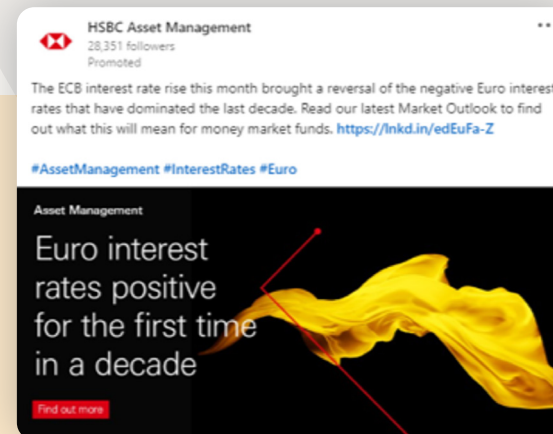 HSBC Asset Management
28,351 followers
Promoted
The ECB interest rate rise this month brought a reversal of the negative Euro interest
rates that have dominated the last decade. Read our latest Market Outlook to find
out what this will mean for money market funds. https://lnkd.in/edEuFa-Z
#AssetManagement #InterestRates #Euro
Asset Management
Euro interest
rates positive
for the first time
in a decade
Find out more